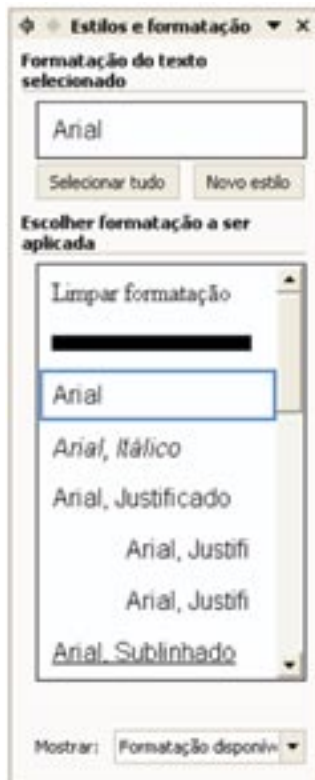 Estilos e formatação
Formatação do texto
selecionado
Arial
Selecionar tudo Novo estilo
Escolher formatação a ser
aplicada
Limpar formatação
Arial
Arial, Itálico
Arial, Justificado
Arial, Justifi
Arial, Justifi
Arial, Sublinhado
Mostrar: Formatação disponív